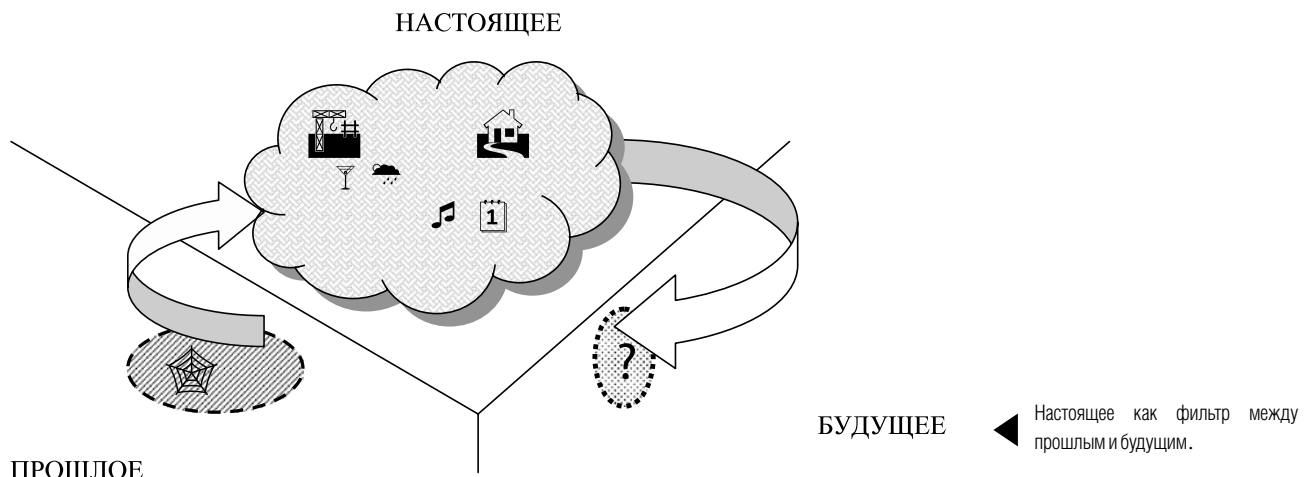 НАСТОЯЩЕЕ
1
?
БУДУЩЕЕ
Настоящее как фильтр между
прошлым и будущим.
ПРОШЛОЕ